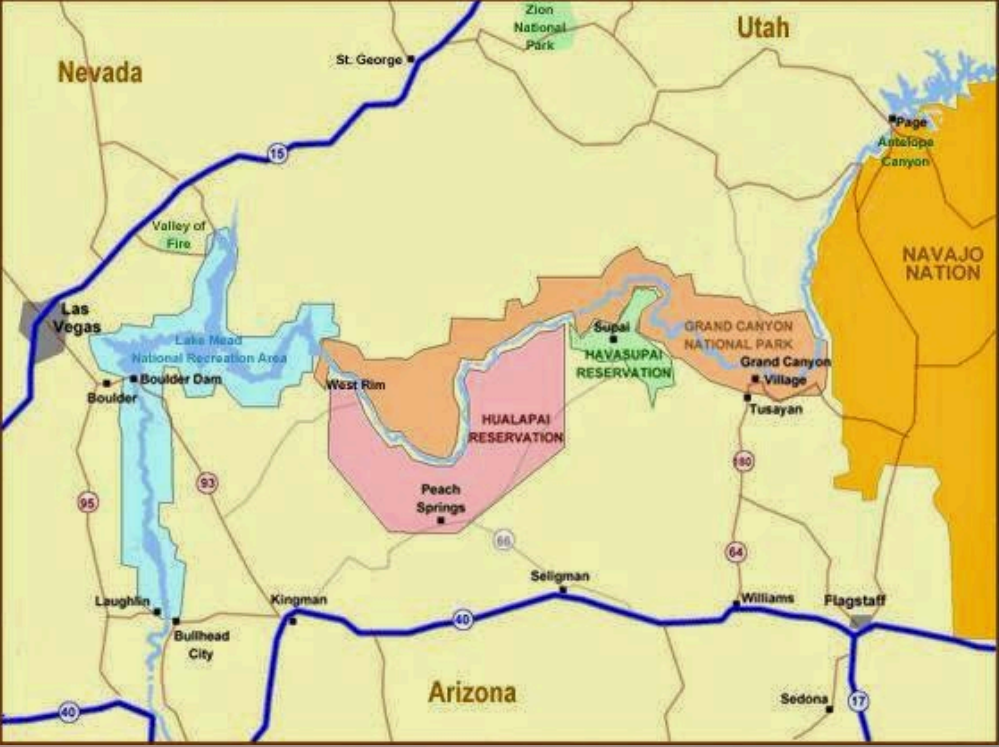 Zion
National
Park
Utah
Nevada
St. George
15
Page
Antelope
Canyon
Valley of
Fire
NAVAJO
NATION
Las
Vegas
Lake Mead
National Recreation Area
Supai
HAVASUPAI
RESERVATION
GRAND CANYON
NATIONAL PARK
Grand Canyon
Village
Tusayan
Boulder Dam
Boulder
West Rim
HUALAPAI
RESERVATION
180
93
95
Peach
Springs
66
64
Laughlin
Bullhead
City
Kingman
Seligman
Williams
Flagstaff
40
Arizona
Sedona
17
40